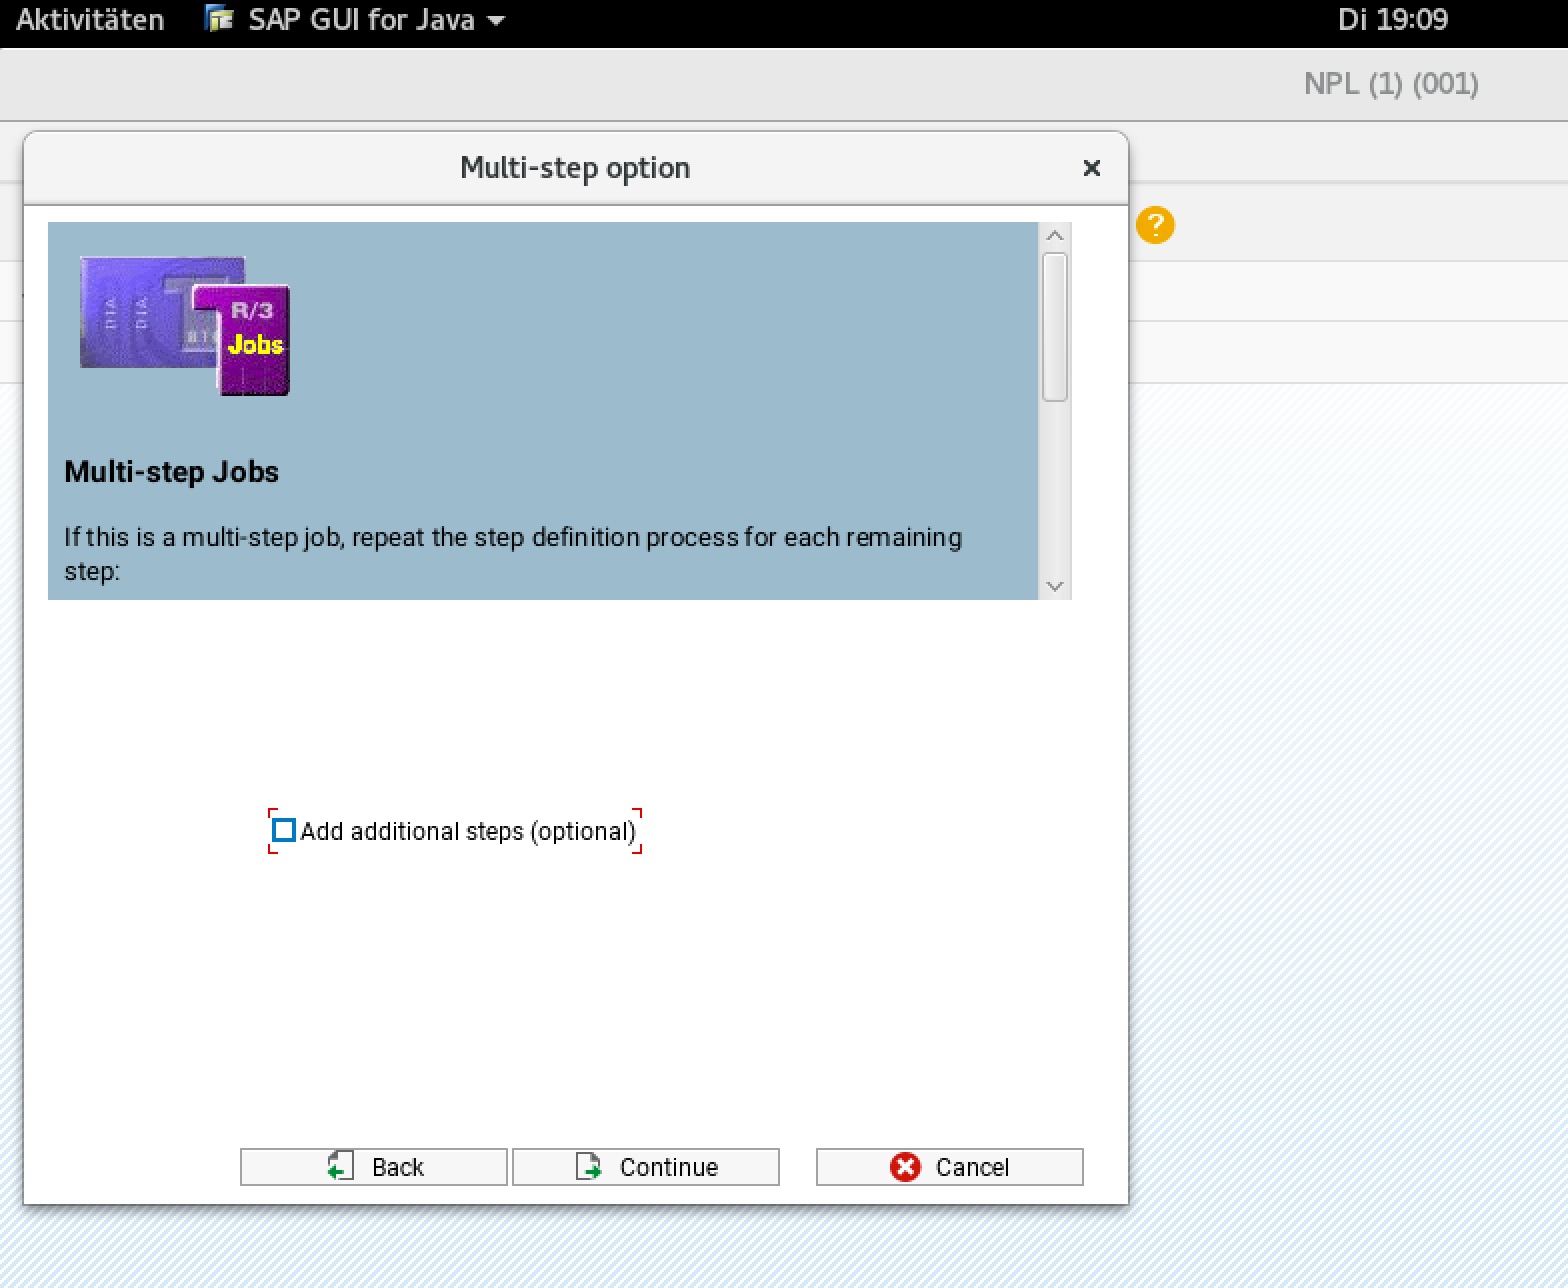 Aktivitäten SAP GUI for Java Di 19:09
NPL (1) (001)
Multi-step option
?
DIA DIA
R/3
Jobs
Multi-step Jobs
If this is a multi-step job, repeat the step definition process for each remaining
step:
Add additional steps (optional)
Back Continue Cancel